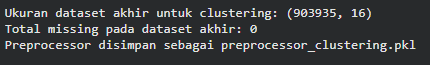 Ukuran dataset akhir untuk clustering: (903935, 16)
Total missing pada dataset akhir: 0
Preprocessor disimpan sebagai preprocessor_clustering.pkl